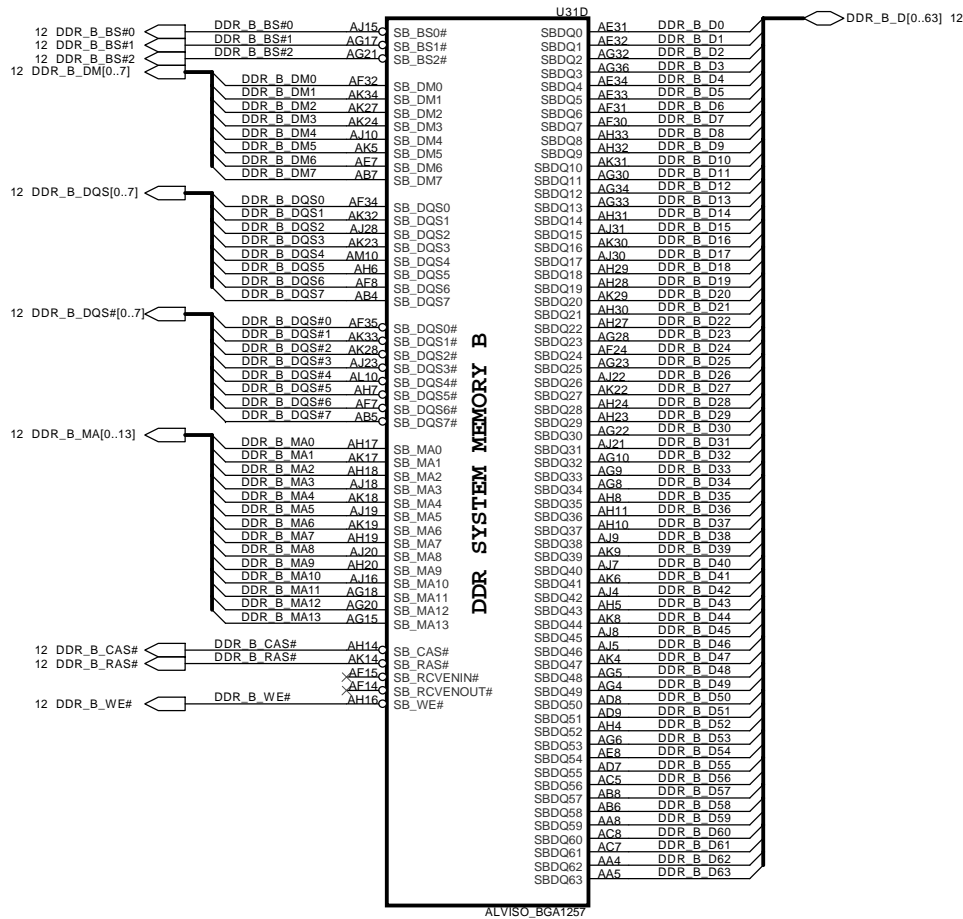 U31D
12 DDR_B_BS#0 DDR_B_BS#0 AJ15 SB_BS0#
12 DDR_B_BS#1 DDR_B_BS#1 AG17 SB_BS1#
12 DDR_B_BS#2 DDR_B_BS#2 AG21 SB_BS2#
12 DDR_B_DM[0..7]
DDR_B_DM0 AF32 SB_DM0
DDR_B_DM1 AK34 SB_DM1
DDR_B_DM2 AK27 SB_DM2
DDR_B_DM3 AK24 SB_DM3
DDR_B_DM4 AJ10 SB_DM4
DDR_B_DM5 AK5 SB_DM5
DDR_B_DM6 AE7 SB_DM6
DDR_B_DM7 AB7 SB_DM7
12 DDR_B_DQS[0..7]
DDR_B_DQS0 AF34 SB_DQS0
DDR_B_DQS1 AK32 SB_DQS1
DDR_B_DQS2 AJ28 SB_DQS2
DDR_B_DQS3 AK23 SB_DQS3
DDR_B_DQS4 AM10 SB_DQS4
DDR_B_DQS5 AH6 SB_DQS5
DDR_B_DQS6 AF8 SB_DQS6
DDR_B_DQS7 AB4 SB_DQS7
12 DDR_B_DQS#[0..7]
DDR_B_DQS#0 AF35 SB_DQS0#
DDR_B_DQS#1 AK33 SB_DQS1#
DDR_B_DQS#2 AK28 SB_DQS2#
DDR_B_DQS#3 AJ23 SB_DQS3#
DDR_B_DQS#4 AL10 SB_DQS4#
DDR_B_DQS#5 AH7 SB_DQS5#
DDR_B_DQS#6 AF7 SB_DQS6#
DDR_B_DQS#7 AB5 SB_DQS7#
12 DDR_B_MA[0..13]
DDR_B_MA0 AH17 SB_MA0
DDR_B_MA1 AK17 SB_MA1
DDR_B_MA2 AH18 SB_MA2
DDR_B_MA3 AJ18 SB_MA3
DDR_B_MA4 AK18 SB_MA4
DDR_B_MA5 AJ19 SB_MA5
DDR_B_MA6 AK19 SB_MA6
DDR_B_MA7 AH19 SB_MA7
DDR_B_MA8 AJ20 SB_MA8
DDR_B_MA9 AH20 SB_MA9
DDR_B_MA10 AJ16 SB_MA10
DDR_B_MA11 AG18 SB_MA11
DDR_B_MA12 AG20 SB_MA12
DDR_B_MA13 AG15 SB_MA13
12 DDR_B_CAS# DDR_B_CAS# AH14 SB_CAS#
12 DDR_B_RAS# DDR_B_RAS# AK14 SB_RAS#
AF15 SB_RCVENIN#
AF14 SB_RCVENOUT#
12 DDR_B_WE# DDR_B_WE# AH16 SB_WE#
DDR SYSTEM MEMORY B
DDR_B_D[0..63] 12
SBDQ0 AE31 DDR_B_D0
SBDQ1 AE32 DDR_B_D1
SBDQ2 AG32 DDR_B_D2
SBDQ3 AG36 DDR_B_D3
SBDQ4 AE34 DDR_B_D4
SBDQ5 AE33 DDR_B_D5
SBDQ6 AF31 DDR_B_D6
SBDQ7 AF30 DDR_B_D7
SBDQ8 AH33 DDR_B_D8
SBDQ9 AH32 DDR_B_D9
SBDQ10 AK31 DDR_B_D10
SBDQ11 AG30 DDR_B_D11
SBDQ12 AG34 DDR_B_D12
SBDQ13 AG33 DDR_B_D13
SBDQ14 AH31 DDR_B_D14
SBDQ15 AJ31 DDR_B_D15
SBDQ16 AK30 DDR_B_D16
SBDQ17 AJ30 DDR_B_D17
SBDQ18 AH29 DDR_B_D18
SBDQ19 AH28 DDR_B_D19
SBDQ20 AK29 DDR_B_D20
SBDQ21 AH30 DDR_B_D21
SBDQ22 AH27 DDR_B_D22
SBDQ23 AG28 DDR_B_D23
SBDQ24 AF24 DDR_B_D24
SBDQ25 AG23 DDR_B_D25
SBDQ26 AJ22 DDR_B_D26
SBDQ27 AK22 DDR_B_D27
SBDQ28 AH24 DDR_B_D28
SBDQ29 AH23 DDR_B_D29
SBDQ30 AG22 DDR_B_D30
SBDQ31 AJ21 DDR_B_D31
SBDQ32 AG10 DDR_B_D32
SBDQ33 AG9 DDR_B_D33
SBDQ34 AG8 DDR_B_D34
SBDQ35 AH8 DDR_B_D35
SBDQ36 AH11 DDR_B_D36
SBDQ37 AH10 DDR_B_D37
SBDQ38 AJ9 DDR_B_D38
SBDQ39 AK9 DDR_B_D39
SBDQ40 AJ7 DDR_B_D40
SBDQ41 AK6 DDR_B_D41
SBDQ42 AJ4 DDR_B_D42
SBDQ43 AH5 DDR_B_D43
SBDQ44 AK8 DDR_B_D44
SBDQ45 AJ8 DDR_B_D45
SBDQ46 AJ5 DDR_B_D46
SBDQ47 AK4 DDR_B_D47
SBDQ48 AG5 DDR_B_D48
SBDQ49 AG4 DDR_B_D49
SBDQ50 AD8 DDR_B_D50
SBDQ51 AD9 DDR_B_D51
SBDQ52 AH4 DDR_B_D52
SBDQ53 AG6 DDR_B_D53
SBDQ54 AE8 DDR_B_D54
SBDQ55 AD7 DDR_B_D55
SBDQ56 AC5 DDR_B_D56
SBDQ57 AB8 DDR_B_D57
SBDQ58 AB6 DDR_B_D58
SBDQ59 AA8 DDR_B_D59
SBDQ60 AC8 DDR_B_D60
SBDQ61 AC7 DDR_B_D61
SBDQ62 AA4 DDR_B_D62
SBDQ63 AA5 DDR_B_D63
ALVISO_BGA1257